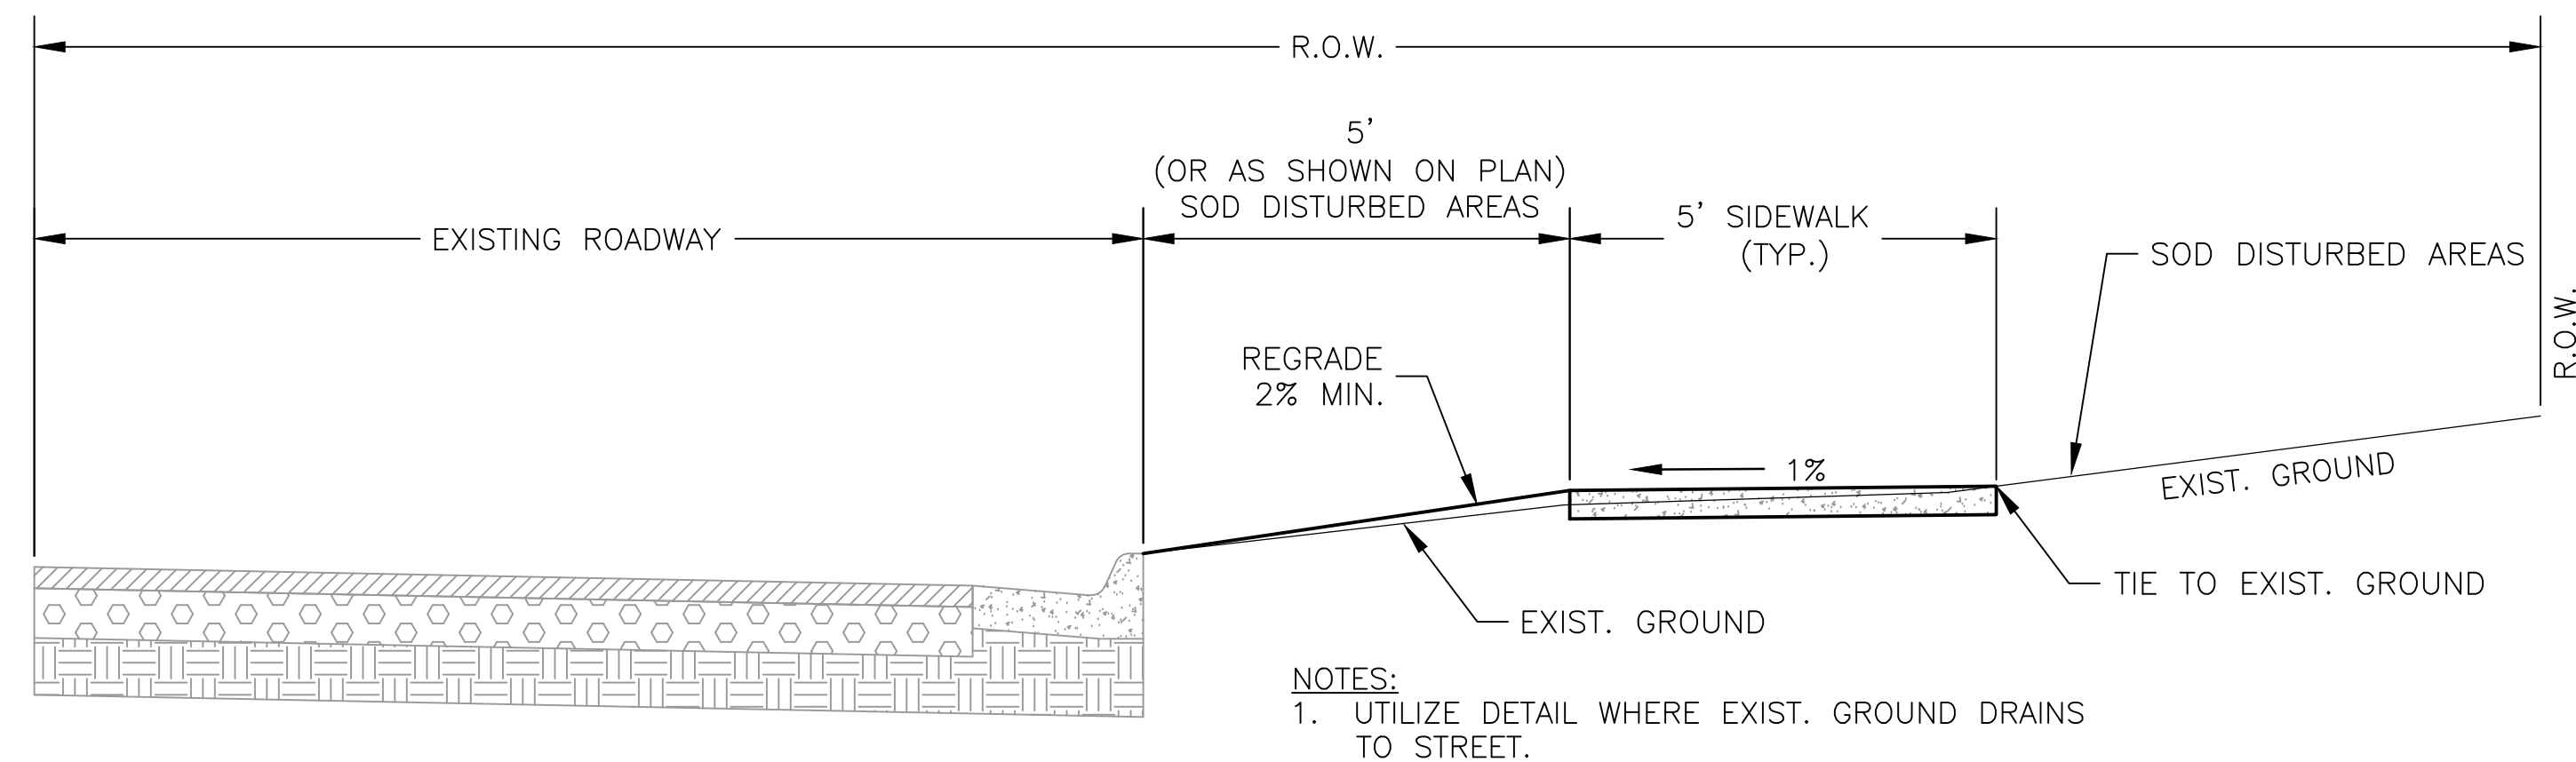 R.O.W.
5'
(OR AS SHOWN ON PLAN)
SOD DISTURBED AREAS
EXISTING ROADWAY
5' SIDEWALK
(TYP.)
SOD DISTURBED AREAS
R.O.W.
REGRADE
2% MIN.
1%
EXIST. GROUND
TIE TO EXIST. GROUND
EXIST. GROUND
NOTES:
1. UTILIZE DETAIL WHERE EXIST. GROUND DRAINS
TO STREET.